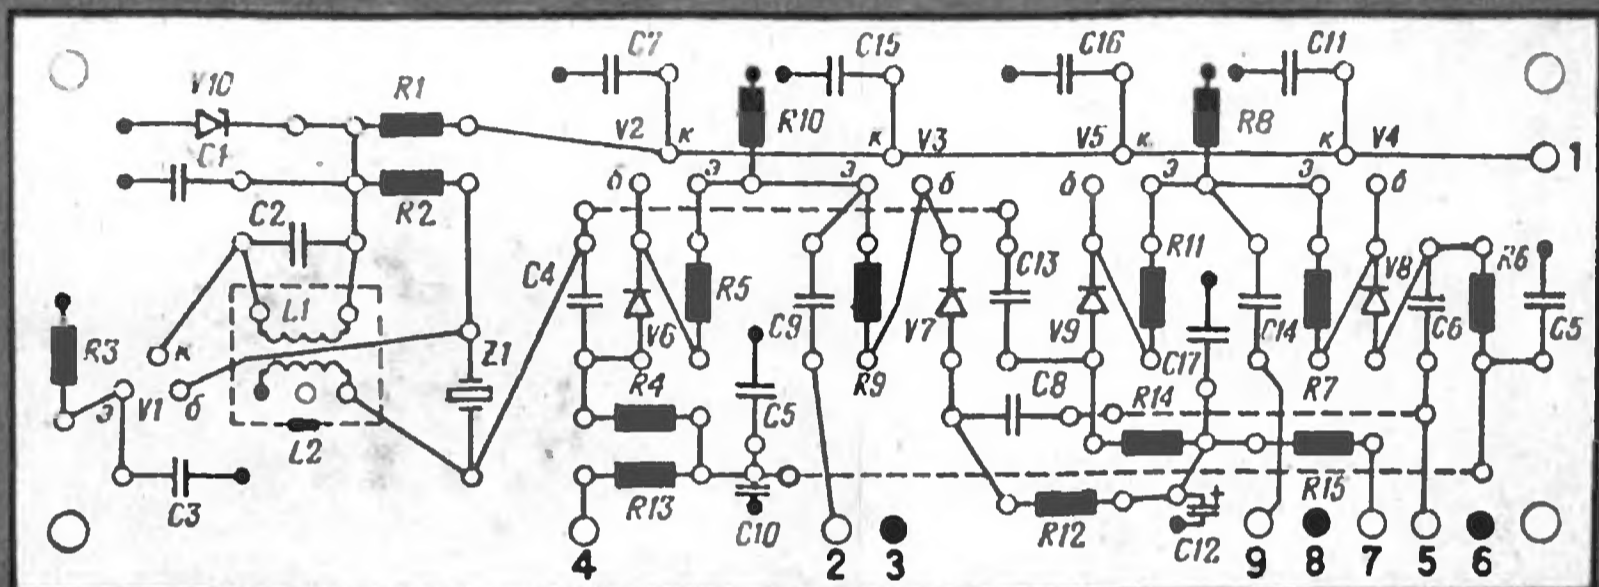 C7
C15
C16
C11
V10
R1
V2
к
R10
к
V3
V5
к
R8
к
V4
1
C1
R2
б
э
э
б
б
э
э
б
C2
C4
R5
C13
R11
V8
R6
L1
V6
C9
V7
V9
C14
C6
C5
R3
к
Z1
R4
R9
C8
C17
R7
э
V1
б
C5
R14
L2
C3
R13
C10
R12
+
C12
R15
4
2
3
9
8
7
5
6